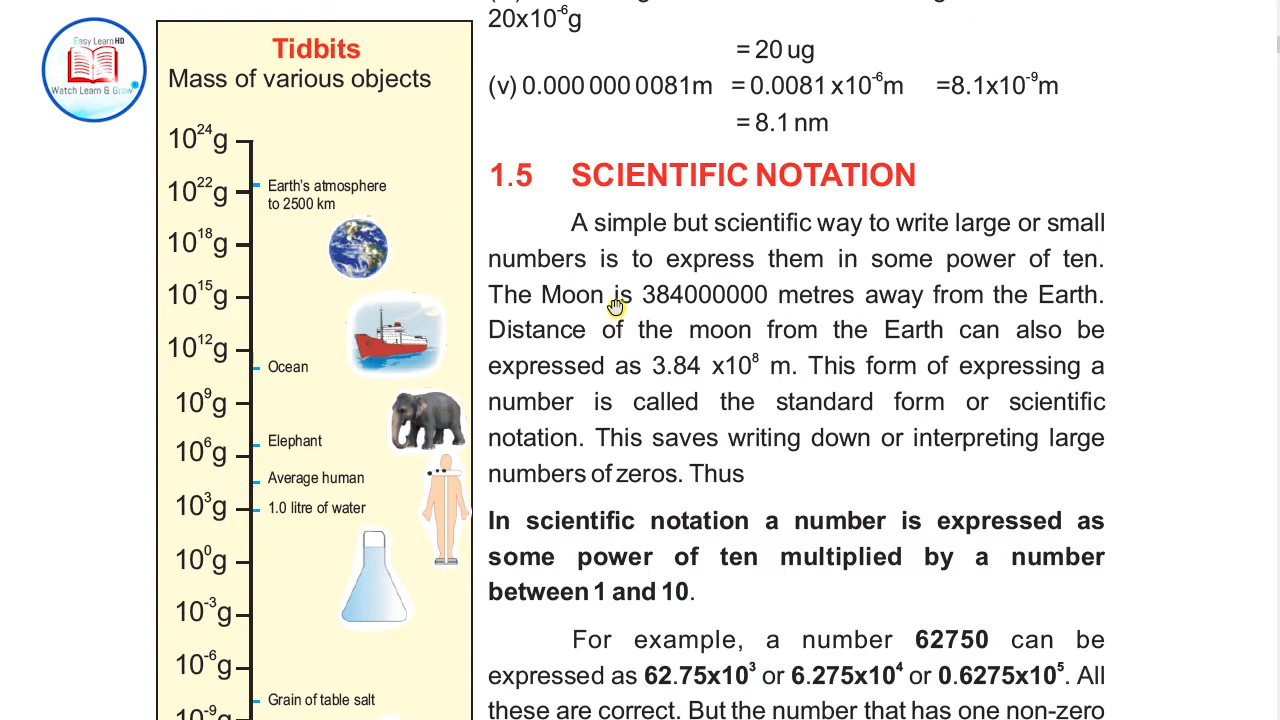 Easy Learn HD
Watch Learn & Grow
Tidbits
Mass of various objects
10²⁴g
10²²g
Earth's atmosphere
to 2500 km
10¹⁸g
10¹⁵g
10¹²g
Ocean
10⁹g
Elephant
10⁶g
Average human
10³g
1.0 litre of water
10⁰g
10⁻³g
10⁻⁶g
Grain of table salt
10⁻⁹g
20x10⁻⁶g
= 20 ug
(v) 0.000 000 0081m = 0.0081 x10⁻⁶m =8.1x10⁻⁹m
= 8.1 nm
1.5 SCIENTIFIC NOTATION
A simple but scientific way to write large or small
numbers is to express them in some power of ten.
The Moon is 384000000 metres away from the Earth.
Distance of the moon from the Earth can also be
expressed as 3.84 x10⁸ m. This form of expressing a
number is called the standard form or scientific
notation. This saves writing down or interpreting large
numbers of zeros. Thus
In scientific notation a number is expressed as
some power of ten multiplied by a number
between 1 and 10.
For example, a number 62750 can be
expressed as 62.75x10³ or 6.275x10⁴ or 0.6275x10⁵. All
these are correct. But the number that has one non-zero